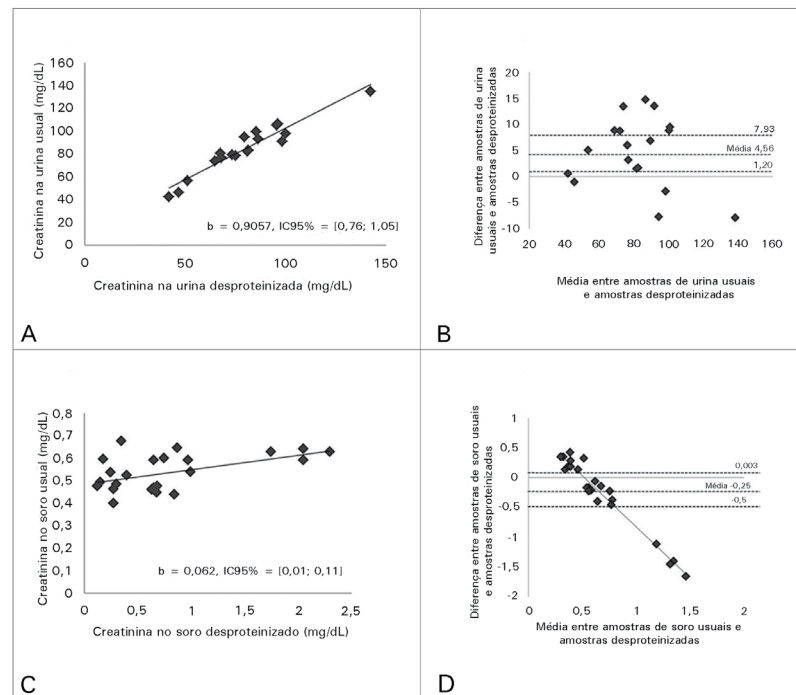 Creatinina na urina usual (mg/dL)
160
140
120
100
80
60
40
20
0
0 50 100 150
b = 0,9057, IC95% = [0,76; 1,05]
Creatinina na urina desproteinizada (mg/dL)
A
Diferença entre amostras de urina
usuais e amostras desproteinizadas
20
15
10
5
0
-5
-10
7,93
Média 4,56
1,20
20 40 60 80 100 120 140 160
Média entre amostras de urina usuais
e amostras desproteinizadas
B
Creatinina no soro usual (mg/dL)
0,8
0,7
0,6
0,5
0,4
0,3
0,2
0,1
0
b = 0,062, IC95% = [0,01; 0,11]
0 0,5 1 1,5 2 2,5
Creatinina no soro desproteinizado (mg/dL)
C
Diferença entre amostras de soro usuais
e amostras desproteinizadas
1
0,5
0
-0,5
-1
-1,5
-2
0,003
Média -0,25
-0,5
0 0,5 1 1,5 2
Média entre amostras de soro usuais e
amostras desproteinizadas
D